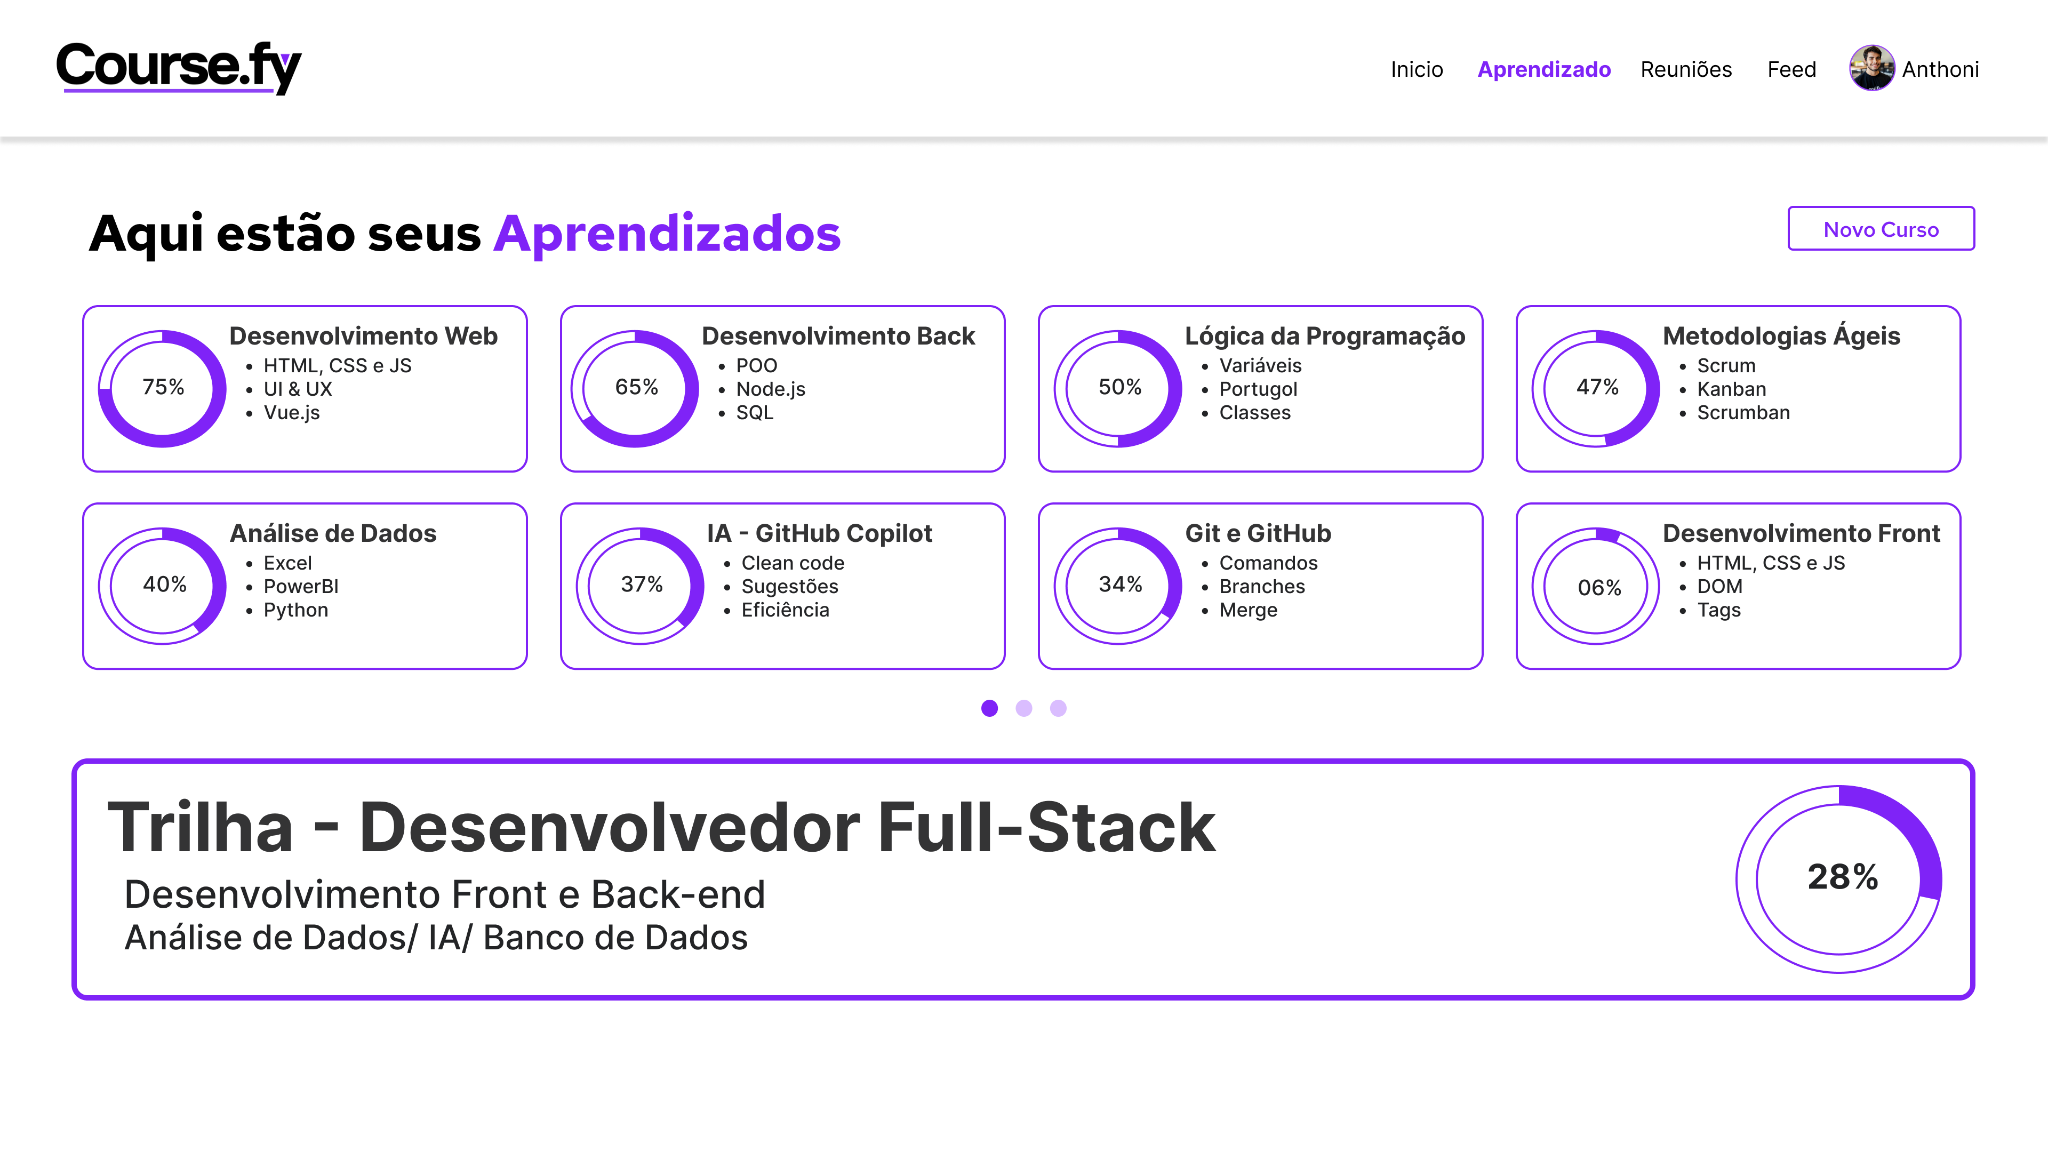 Course.fy
Inicio Aprendizado Reuniões Feed Anthoni
Aqui estão seus Aprendizados
Novo Curso
75%
Desenvolvimento Web
• HTML, CSS e JS
• UI & UX
• Vue.js
65%
Desenvolvimento Back
• POO
• Node.js
• SQL
50%
Lógica da Programação
• Variáveis
• Portugol
• Classes
47%
Metodologias Ágeis
• Scrum
• Kanban
• Scrumban
40%
Análise de Dados
• Excel
• PowerBI
• Python
37%
IA - GitHub Copilot
• Clean code
• Sugestões
• Eficiência
34%
Git e GitHub
• Comandos
• Branches
• Merge
06%
Desenvolvimento Front
• HTML, CSS e JS
• DOM
• Tags
Trilha - Desenvolvedor Full-Stack
Desenvolvimento Front e Back-end
Análise de Dados/ IA/ Banco de Dados
28%